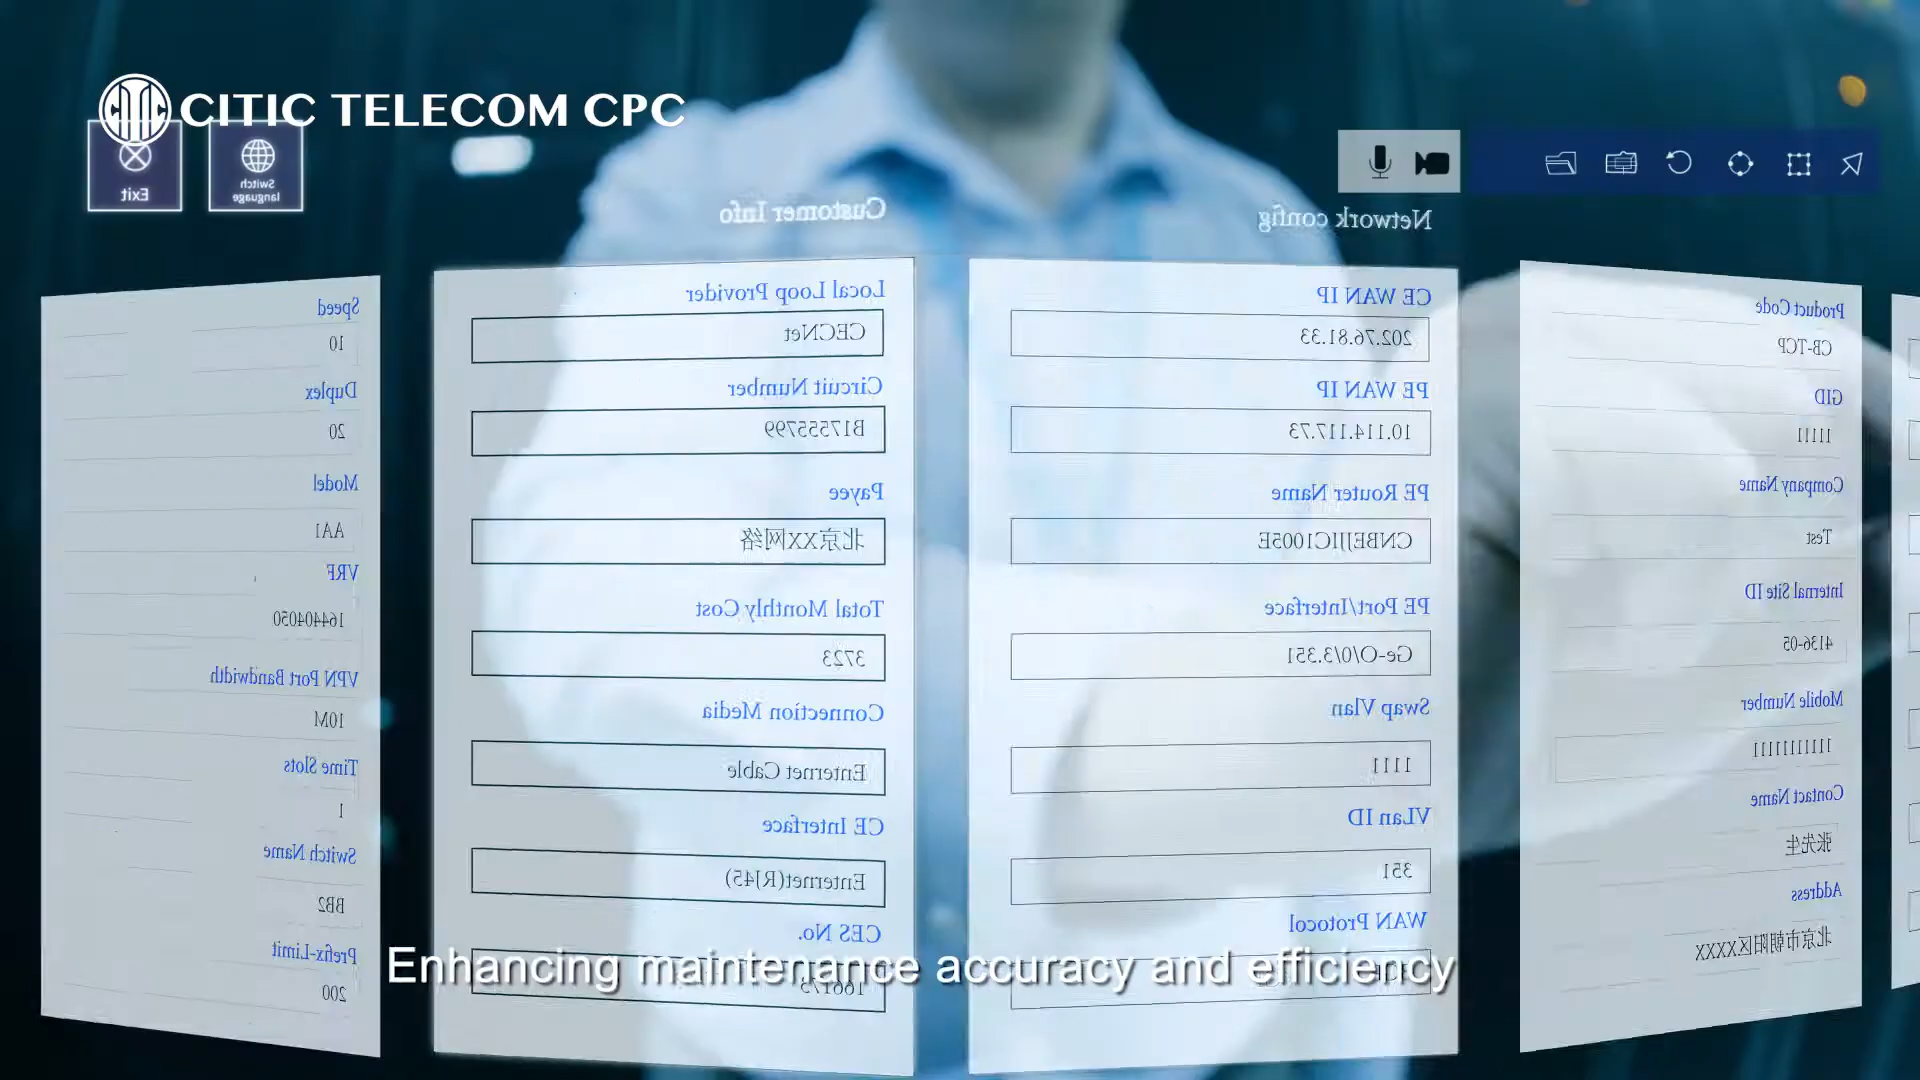 CITIC TELECOM CPC
Exit
Switch
language
Speed
10
Duplex
20
Model
AA1
VRF
164404050
VPN Port Bandwidth
10M
Time Slots
1
Switch Name
BB2
Prefix-Limit
200
Customer Info
Local Loop Provider
CECNet
Circuit Number
B17555799
Payee
北京XX网络
Total Monthly Cost
3723
Connection Media
Enternet Cable
CE Interface
Enternet(RJ45)
CES No.
166173
Network config
CE WAN IP
202.76.81.33
PE WAN IP
10.114.117.73
PE Router Name
CNBEJJIC1005E
PE Port/Interface
Ge-O/0/3.351
Swap Vlan
1111
VLan ID
351
WAN Protocol
Product Code
CB-TCP
GID
11111
Company Name
Test
Internal Site ID
4136-05
Mobile Number
11111111111
Contact Name
张先生
Address
北京市朝阳区XXXX
Enhancing maintenance accuracy and efficiency